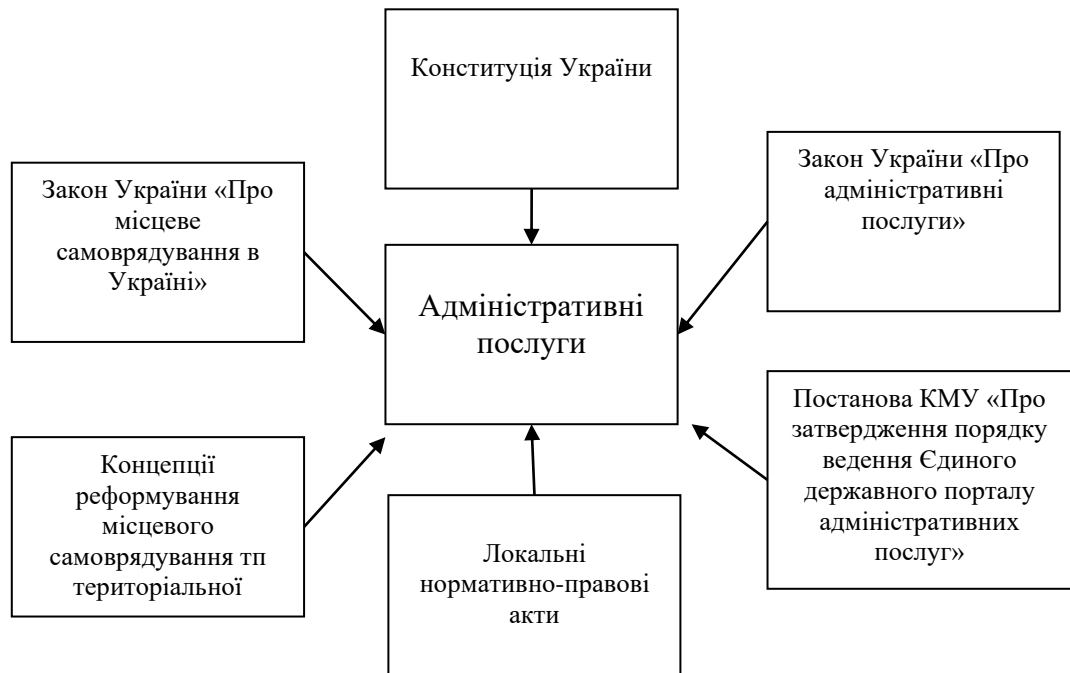 Конституція України
Закон України «Про
місцеве
самоврядування в
Україні»
Закон України «Про
адміністративні
послуги»
Адміністративні
послуги
Концепції
реформування
місцевого
самоврядування тп
територіальної
Локальні
нормативно-правові
акти
Постанова КМУ «Про
затвердження порядку
ведення Єдиного
державного порталу
адміністративних
послуг»